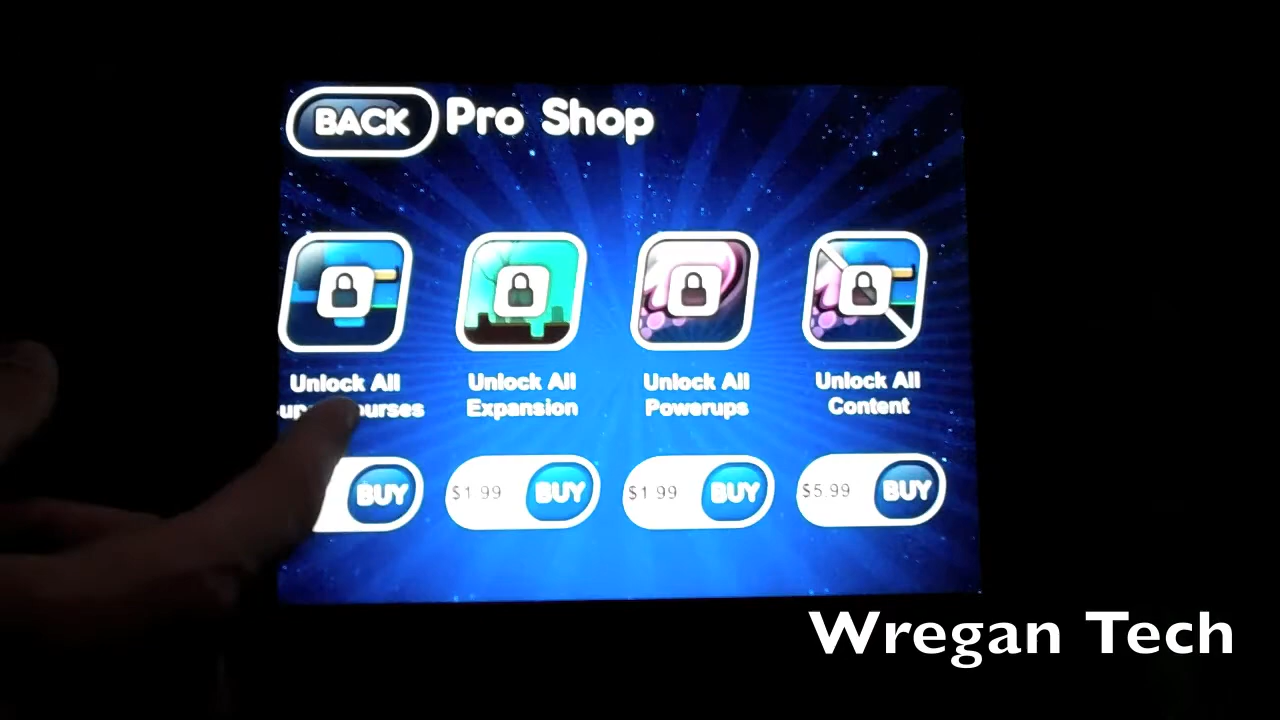 BACK Pro Shop
Unlock All
Unlock All
Expansion
Unlock All
Powerups
Unlock All
Content
BUY
$1.99 BUY
$1.99 BUY
$5.99 BUY
Wregan Tech